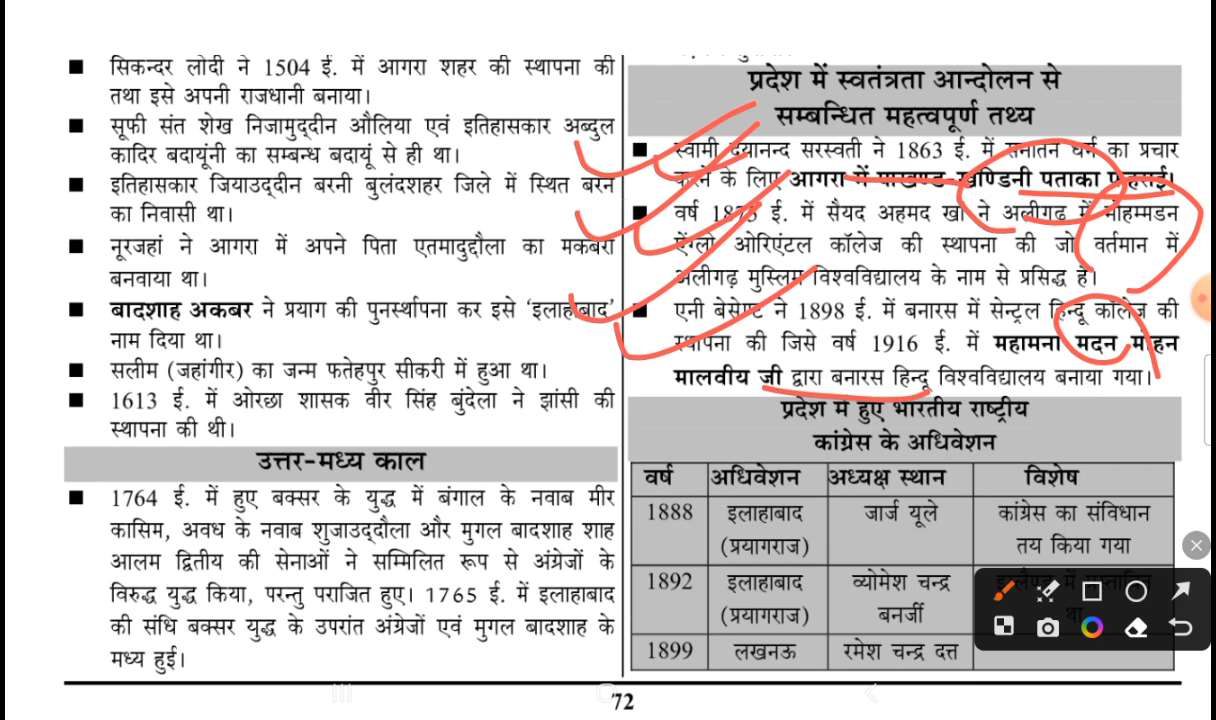 सिकन्दर लोदी ने 1504 ई. में आगरा शहर की स्थापना की
तथा इसे अपनी राजधानी बनाया।
सूफी संत शेख निजामुद्दीन औलिया एवं इतिहासकार अब्दुल
कादिर बदायूंनी का सम्बन्ध बदायूं से ही था।
इतिहासकार जियाउद्दीन बरनी बुलंदशहर जिले में स्थित बरन
का निवासी था।
नूरजहां ने आगरा में अपने पिता एतमादुद्दौला का मकबरा
बनवाया था।
बादशाह अकबर ने प्रयाग की पुनर्स्थापना कर इसे ‘इलाहाबाद’
नाम दिया था।
सलीम (जहांगीर) का जन्म फतेहपुर सीकरी में हुआ था।
1613 ई. में ओरछा शासक वीर सिंह बुंदेला ने झांसी की
स्थापना की थी।
उत्तर-मध्य काल
1764 ई. में हुए बक्सर के युद्ध में बंगाल के नवाब मीर
कासिम, अवध के नवाब शुजाउद्दौला और मुगल बादशाह शाह
आलम द्वितीय की सेनाओं ने सम्मिलित रूप से अंग्रेजों के
विरुद्ध युद्ध किया, परन्तु पराजित हुए। 1765 ई. में इलाहाबाद
की संधि बक्सर युद्ध के उपरांत अंग्रेजों एवं मुगल बादशाह के
मध्य हुई।
प्रदेश में स्वतंत्रता आन्दोलन से
सम्बन्धित महत्वपूर्ण तथ्य
स्वामी दयानन्द सरस्वती ने 1863 ई. में सनातन धर्म का प्रचार
करने के लिए आगरा में पाखण्ड खण्डिनी पताका फहराई।
वर्ष 1875 ई. में सैयद अहमद खां ने अलीगढ़ में मोहम्मडन
ऐंग्लो ओरिएंटल कॉलेज की स्थापना की जो वर्तमान में
अलीगढ़ मुस्लिम विश्वविद्यालय के नाम से प्रसिद्ध है।
एनी बेसेण्ट ने 1898 ई. में बनारस में सेन्ट्रल हिन्दू कॉलेज की
स्थापना की जिसे वर्ष 1916 ई. में महामना मदन मोहन
मालवीय जी द्वारा बनारस हिन्दू विश्वविद्यालय बनाया गया।
प्रदेश में हुए भारतीय राष्ट्रीय
कांग्रेस के अधिवेशन
वर्ष अधिवेशन अध्यक्ष स्थान विशेष
1888 इलाहाबाद जार्ज यूले कांग्रेस का संविधान
(प्रयागराज) तय किया गया
1892 इलाहाबाद व्योमेश चन्द्र
(प्रयागराज) बनर्जी था
1899 लखनऊ रमेश चन्द्र दत्त
72